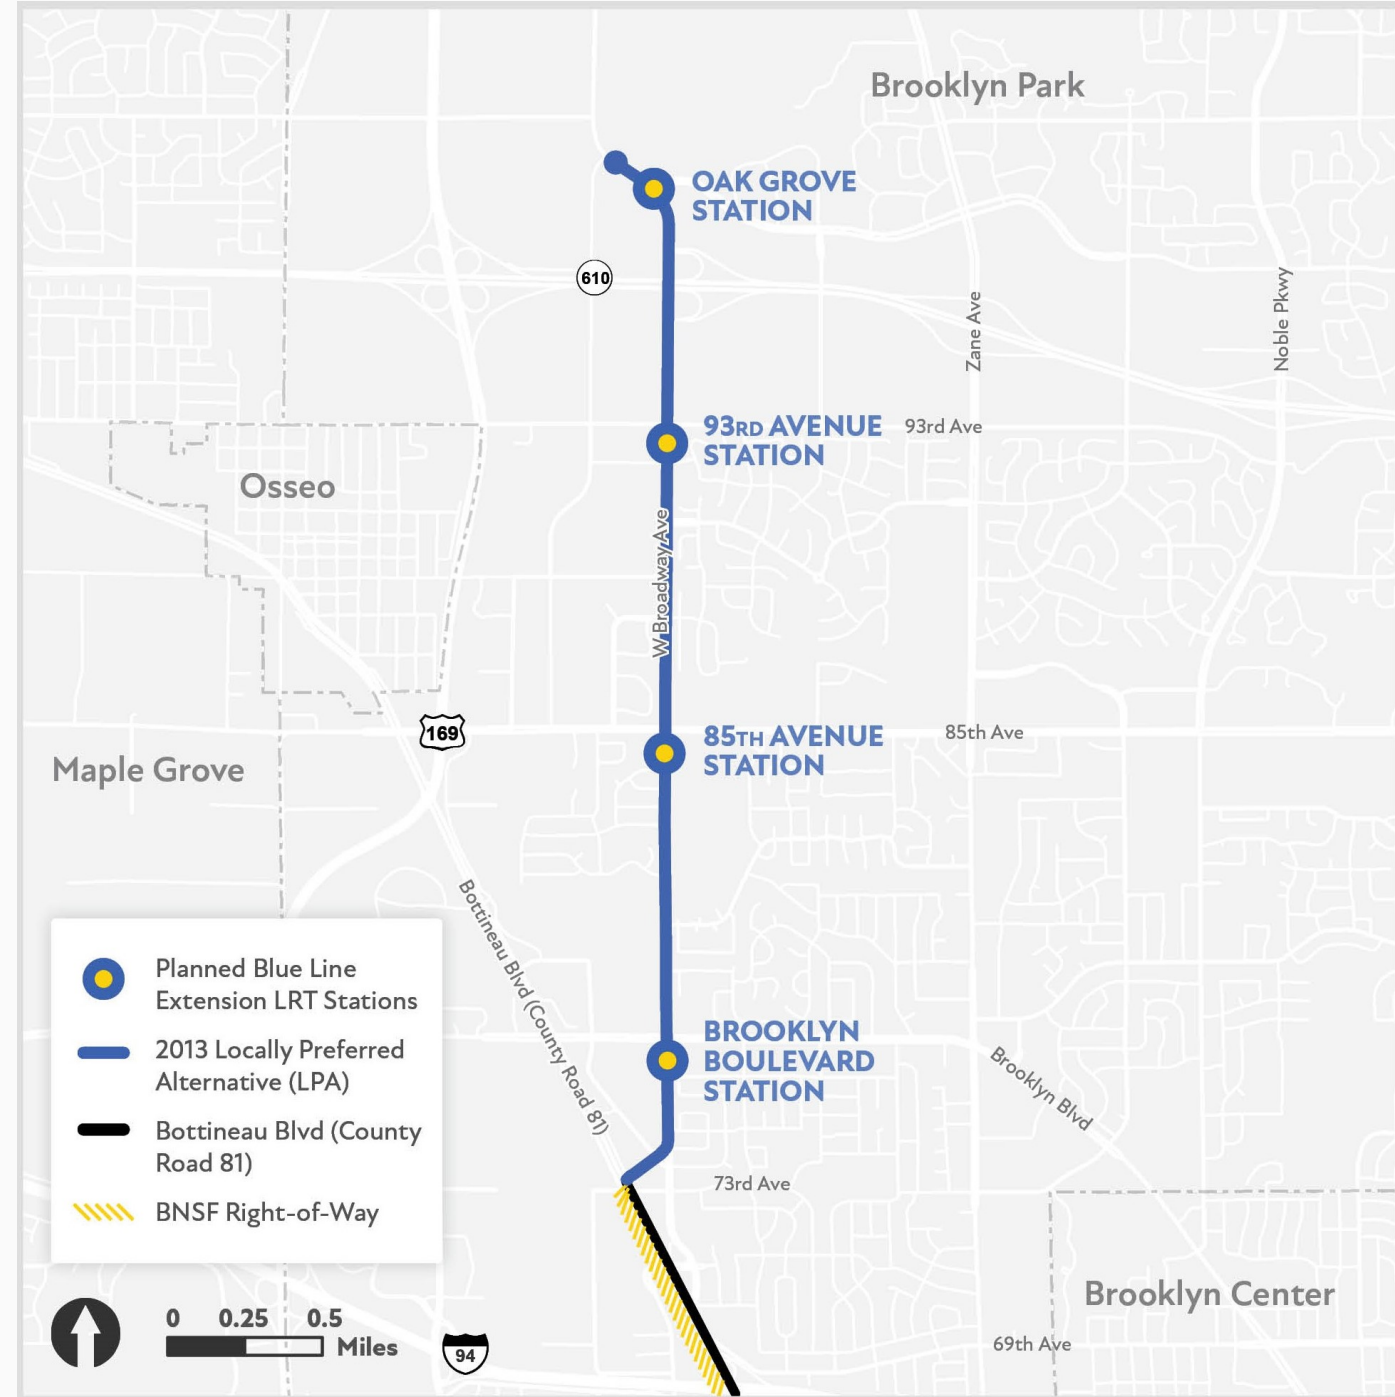 Brooklyn Park
OAK GROVE
STATION
610
Zane Ave
Noble Pkwy
93RD AVENUE
STATION
93rd Ave
Osseo
W Broadway Ave
169
85TH AVENUE
STATION
85th Ave
Maple Grove
Bottineau Blvd (County Road 81)
Planned Blue Line
Extension LRT Stations
2013 Locally Preferred
Alternative (LPA)
Bottineau Blvd (County
Road 81)
BNSF Right-of-Way
BROOKLYN
BOULEVARD
STATION
Brooklyn Blvd
73rd Ave
Brooklyn Center
69th Ave
0 0.25 0.5
Miles
94